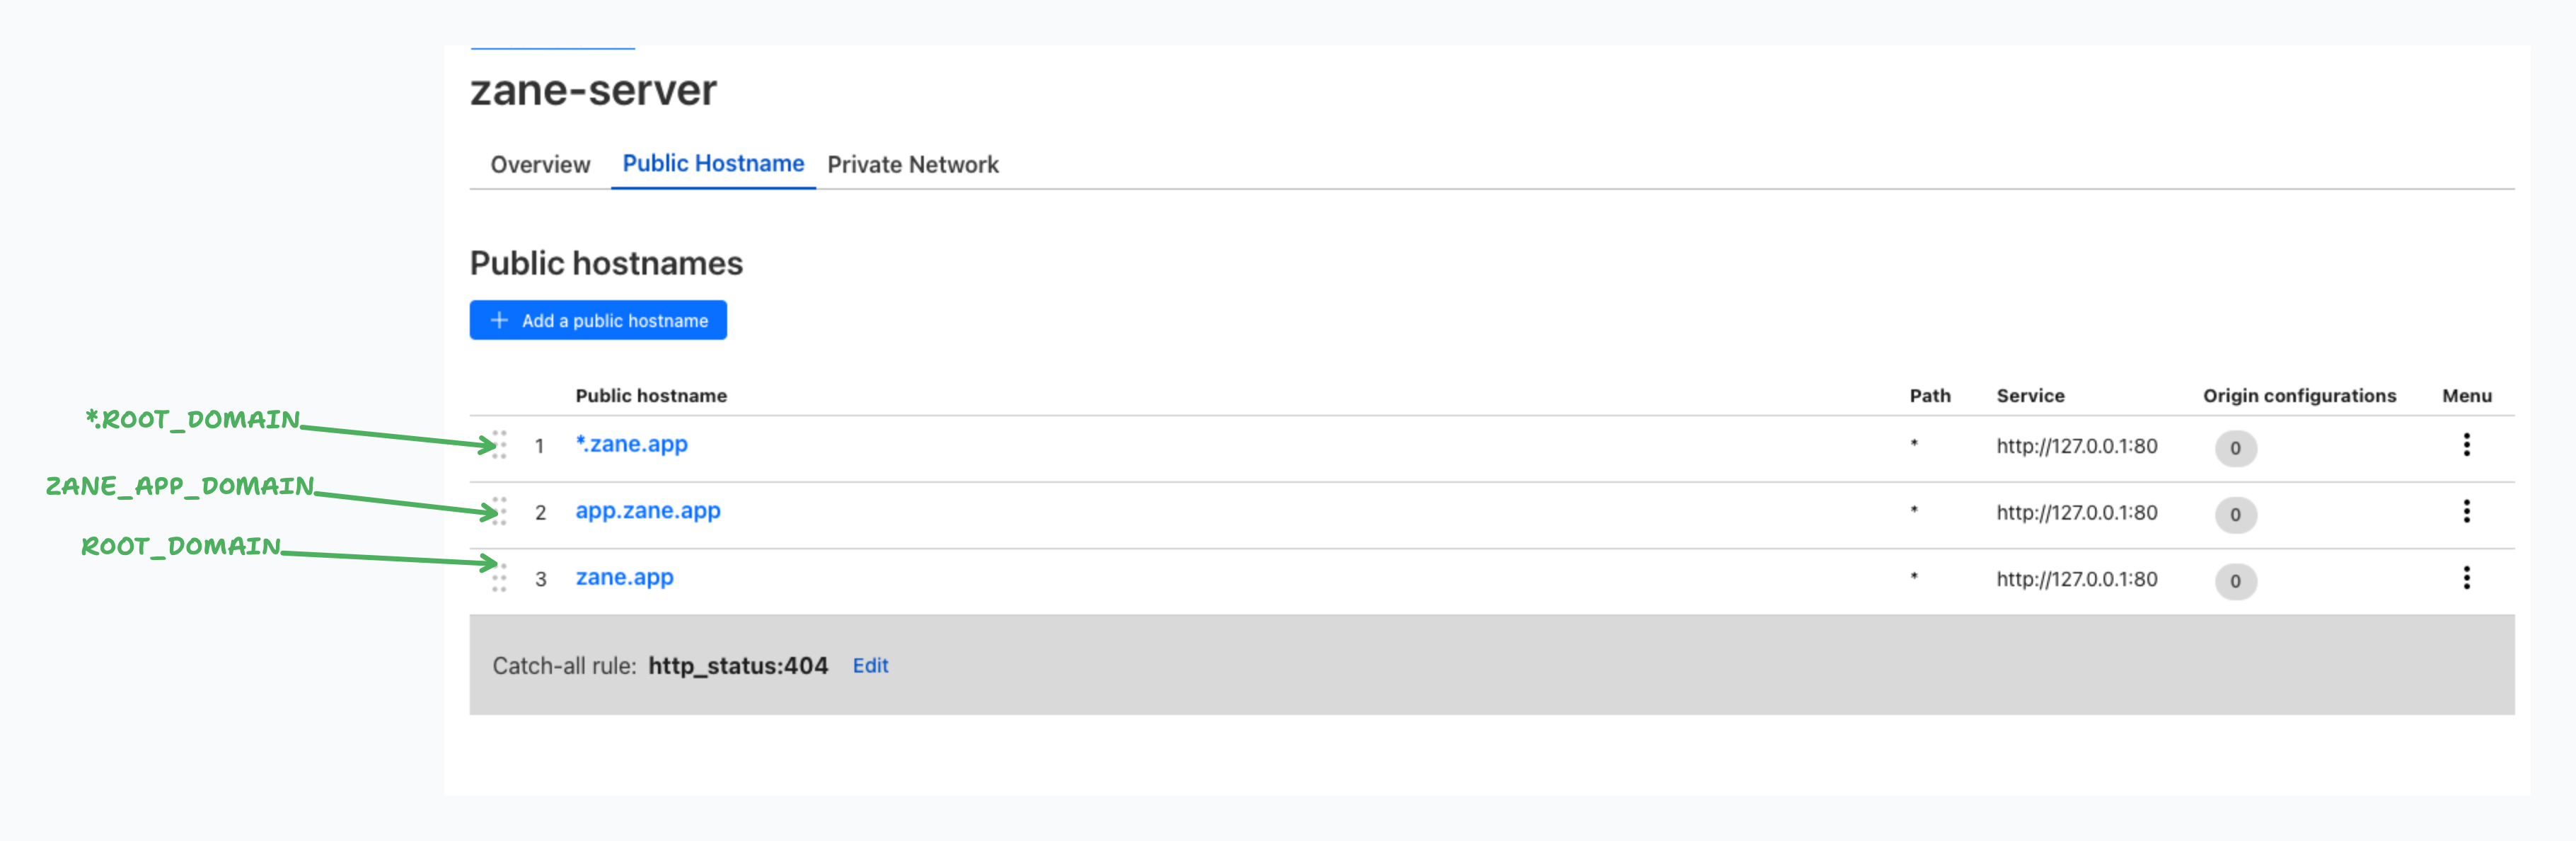 zane-server
Overview Public Hostname Private Network
Public hostnames
+ Add a public hostname
Public hostname Path Service Origin configurations Menu
*.ROOT_DOMAIN
1 *.zane.app * http://127.0.0.1:80 0
ZANE_APP_DOMAIN
2 app.zane.app * http://127.0.0.1:80 0
ROOT_DOMAIN
3 zane.app * http://127.0.0.1:80 0
Catch-all rule: http_status:404 Edit